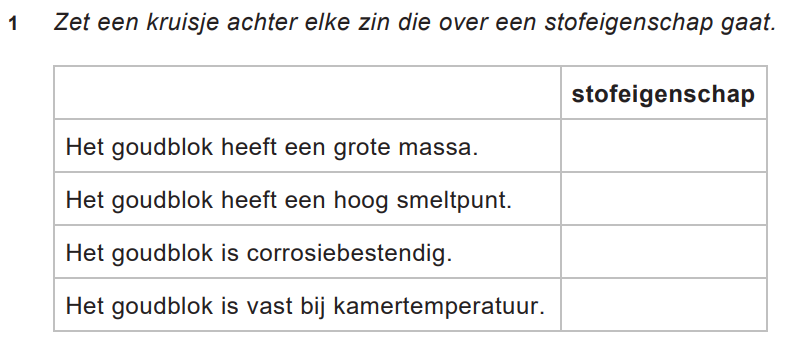 1 Zet een kruisje achter elke zin die over een stofeigenschap gaat.
stofeigenschap
Het goudblok heeft een grote massa.
Het goudblok heeft een hoog smeltpunt.
Het goudblok is corrosiebestendig.
Het goudblok is vast bij kamertemperatuur.